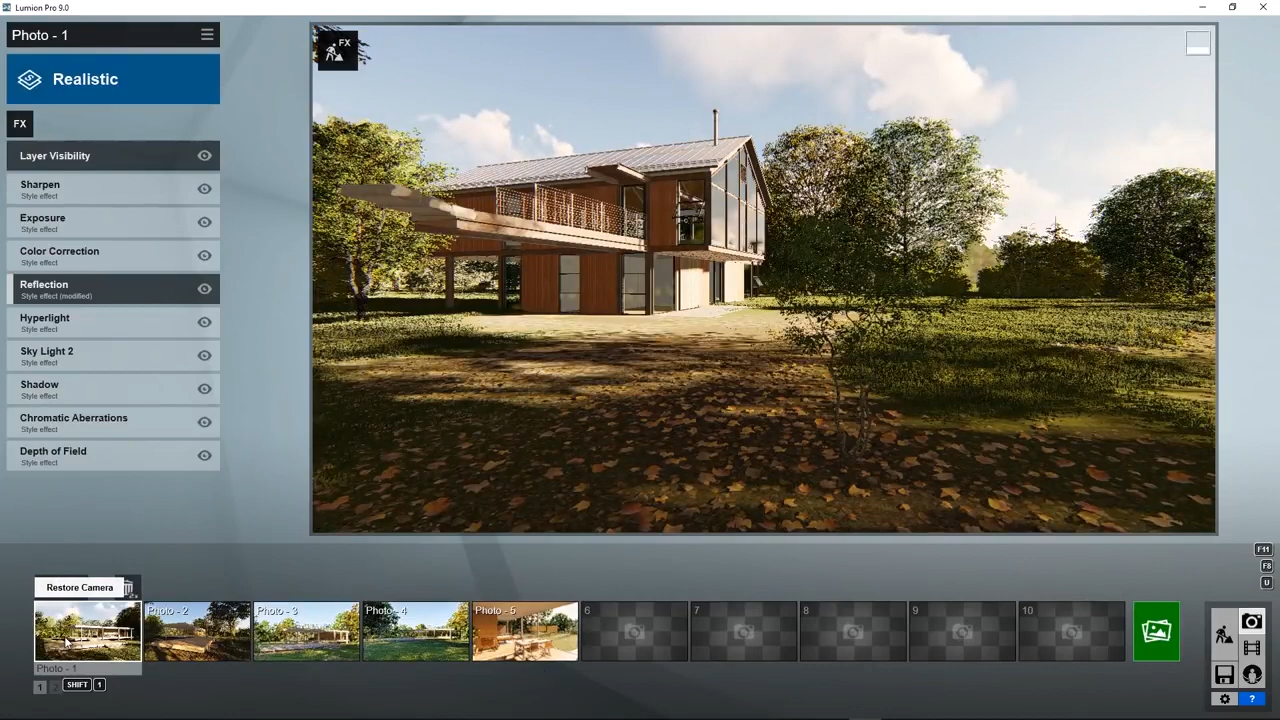 Lumion Pro 9.0
Photo - 1
Realistic
FX
FX
Layer Visibility
Sharpen
Style effect
Exposure
Style effect
Color Correction
Style effect
Reflection
Style effect (modified)
Hyperlight
Style effect
Sky Light 2
Style effect
Shadow
Style effect
Chromatic Aberrations
Style effect
Depth of Field
Style effect
F11
F8
U
Restore Camera
Photo - 2
Photo - 3
Photo - 4
Photo - 5
6
7
8
9
10
Photo - 1
1
SHIFT
1
?